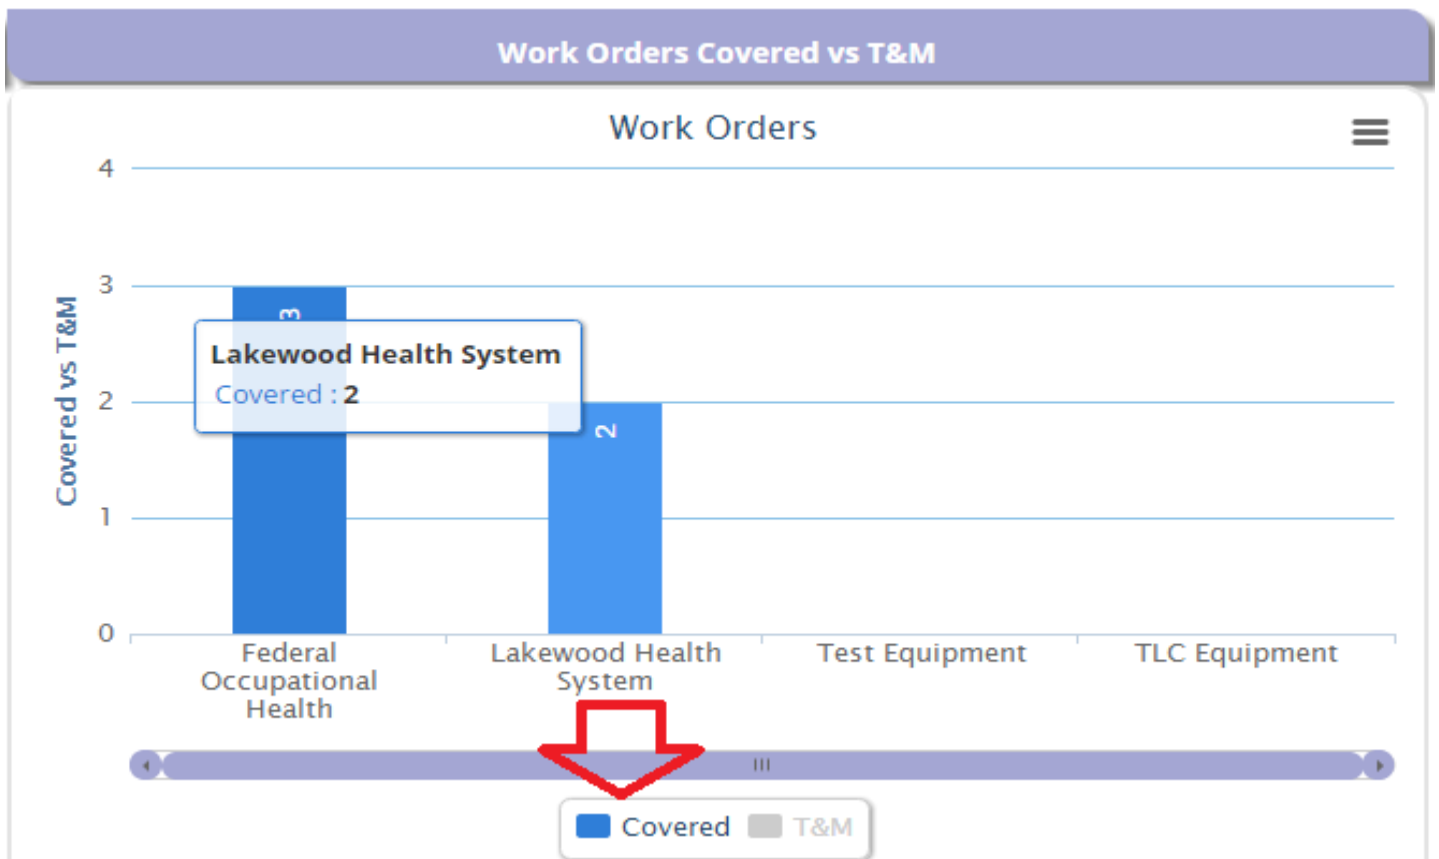 Work Orders Covered vs T&M
Work Orders
4
3
2
1
0
Covered vs T&M
3
Lakewood Health System
Covered : 2
2
Federal
Occupational
Health
Lakewood Health
System
Test Equipment
TLC Equipment
Covered
T&M